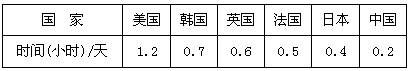 国 家 美国 韩国 英国 法国 日本 中国
时间(小时)/天 1.2 0.7 0.6 0.5 0.4 0.2